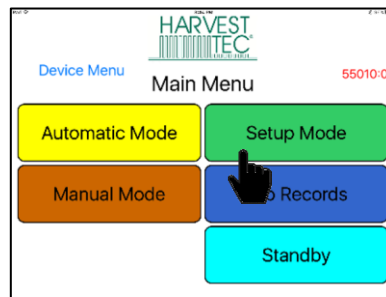 HARVEST
TEC
Device Menu
Main Menu
55010:0
Automatic Mode
Setup Mode
Manual Mode
Records
Standby